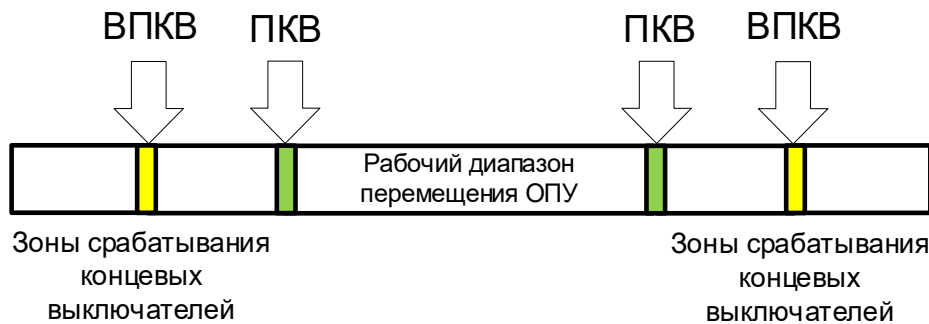 ВПКВ ПКВ ПКВ ВПКВ
Рабочий диапазон
перемещения ОПУ
Зоны срабатывания
концевых
выключателей
Зоны срабатывания
концевых
выключателей